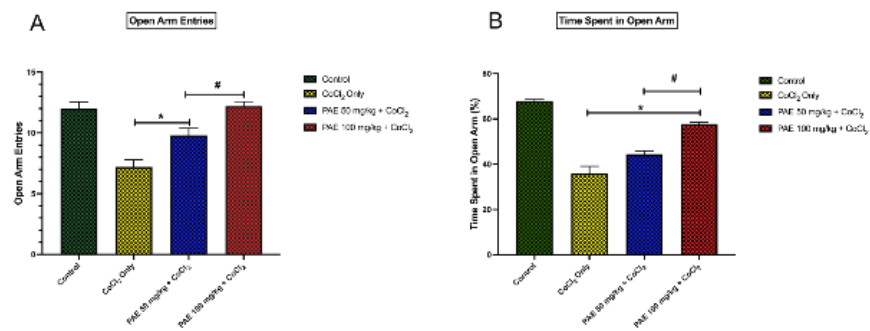 A
Open Arm Entries
Open Arm Entries
15
10
5
0
*
#
Control
CoCl₂ Only
PAE 50 mg/kg + CoCl₂
PAE 100 mg/kg + CoCl₂
Control
CoCl₂ Only
PAE 50 mg/kg + CoCl₂
PAE 100 mg/kg + CoCl₂
B
Time Spent in Open Arm
Time Spent in Open Arm (%)
80
60
40
20
0
*
#
Control
CoCl₂ Only
PAE 50 mg/kg + CoCl₂
PAE 100 mg/kg + CoCl₂
Control
CoCl₂ Only
PAE 50 mg/kg + CoCl₂
PAE 100 mg/kg + CoCl₂